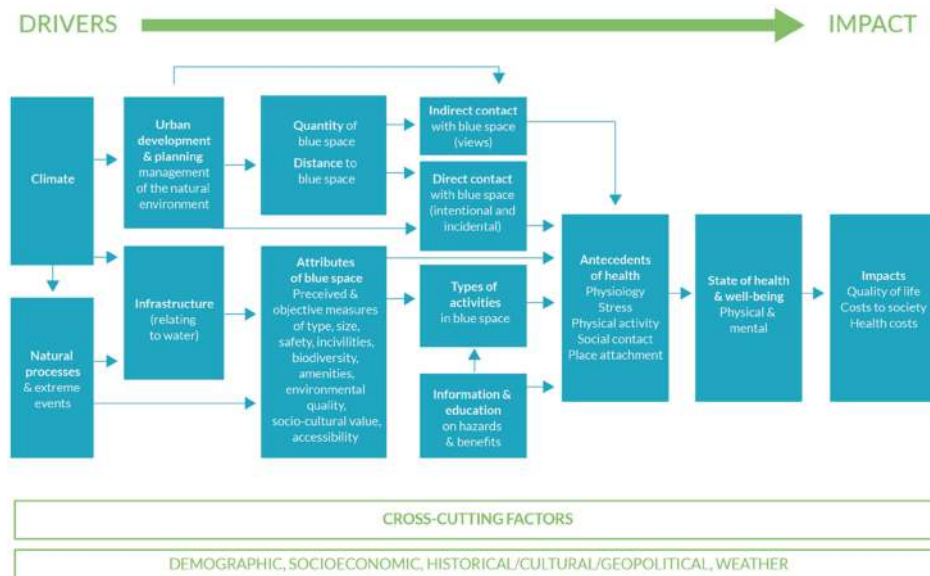 DRIVERS
IMPACT
Climate
Natural
processes
& extreme
events
Urban
development
& planning
management
of the natural
environment
Infrastructure
(relating
to water)
Quantity of
blue space
Distance to
blue space
Attributes
of blue space
Perceived &
objective measures
of type, size,
safety, incivilities,
biodiversity,
amenities,
environmental
quality,
socio-cultural value,
accessibility
Indirect contact
with blue space
(views)
Direct contact
with blue space
(intentional and
incidental)
Types of
activities
in blue space
Information &
education
on hazards
& benefits
Antecedents
of health
Physiology
Stress
Physical activity
Social contact
Place attachment
State of health
& well-being
Physical &
mental
Impacts
Quality of life
Costs to society
Health costs
CROSS-CUTTING FACTORS
DEMOGRAPHIC, SOCIOECONOMIC, HISTORICAL/CULTURAL/GEOPOLITICAL, WEATHER